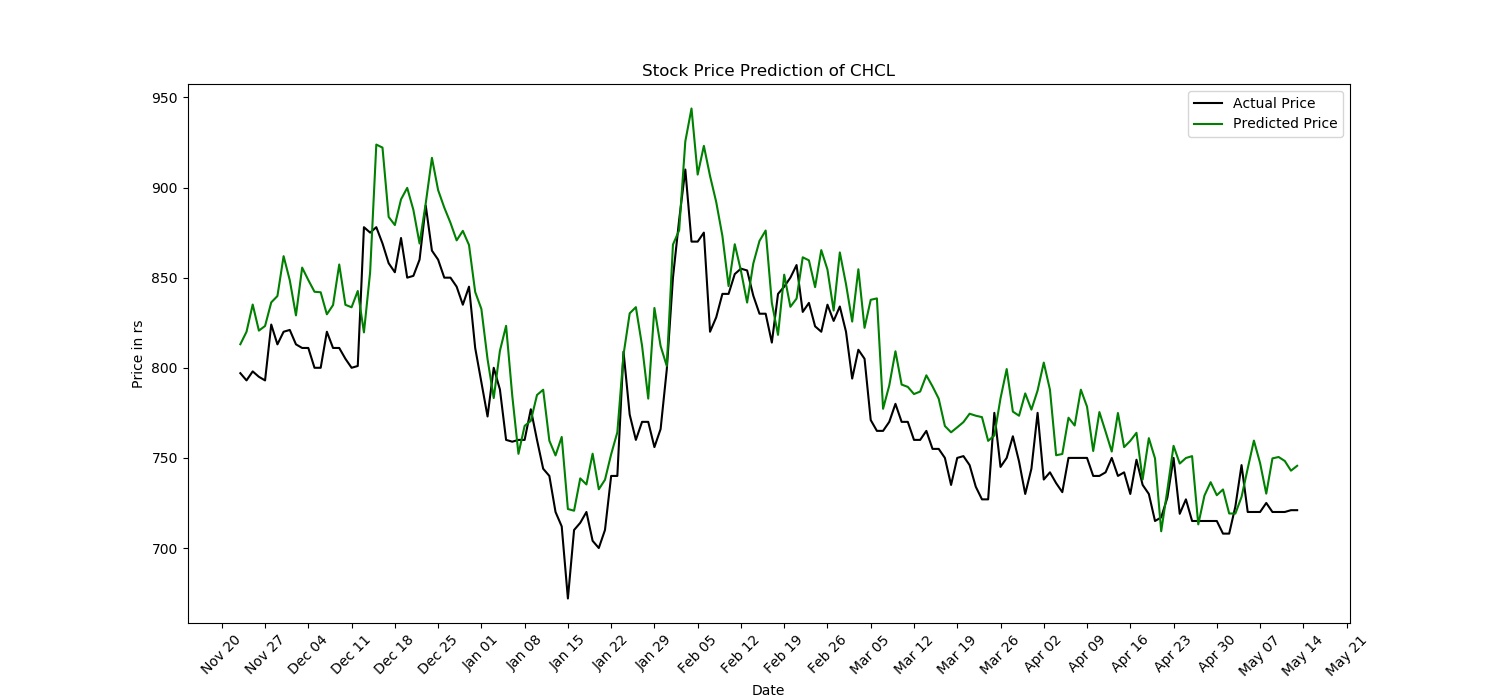 Stock Price Prediction of CHCL
Actual Price
Predicted Price
950
900
850
800
750
700
Price in rs
Nov 20
Nov 27
Dec 04
Dec 11
Dec 18
Dec 25
Jan 01
Jan 08
Jan 15
Jan 22
Jan 29
Feb 05
Feb 12
Feb 19
Feb 26
Mar 05
Mar 12
Mar 19
Mar 26
Apr 02
Apr 09
Apr 16
Apr 23
Apr 30
May 07
May 14
May 21
Date